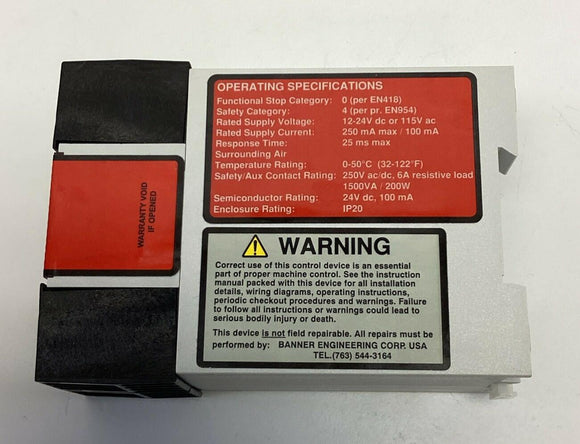 OPERATING SPECIFICATIONS
Functional Stop Category: 0 (per EN418)
Safety Category: 4 (per pr. EN954)
Rated Supply Voltage: 12-24V dc or 115V ac
Rated Supply Current: 250 mA max / 100 mA
Response Time: 25 ms max
Surrounding Air
Temperature Rating: 0-50°C (32-122°F)
Safety/Aux Contact Rating: 250V ac/dc, 6A resistive load
1500VA / 200W
Semiconductor Rating: 24V dc, 100 mA
Enclosure Rating: IP20
WARRANTY VOID
IF OPENED
WARNING
Correct use of this control device is an essential
part of proper machine control. See the instruction
manual packed with this device for all installation
details, wiring diagrams, operating instructions,
periodic checkout procedures and warnings. Failure
to follow all instructions or warnings could lead to
serious bodily injury or death.
This device is not field repairable. All repairs must be
performed by: BANNER ENGINEERING CORP. USA
TEL.(763) 544-3164